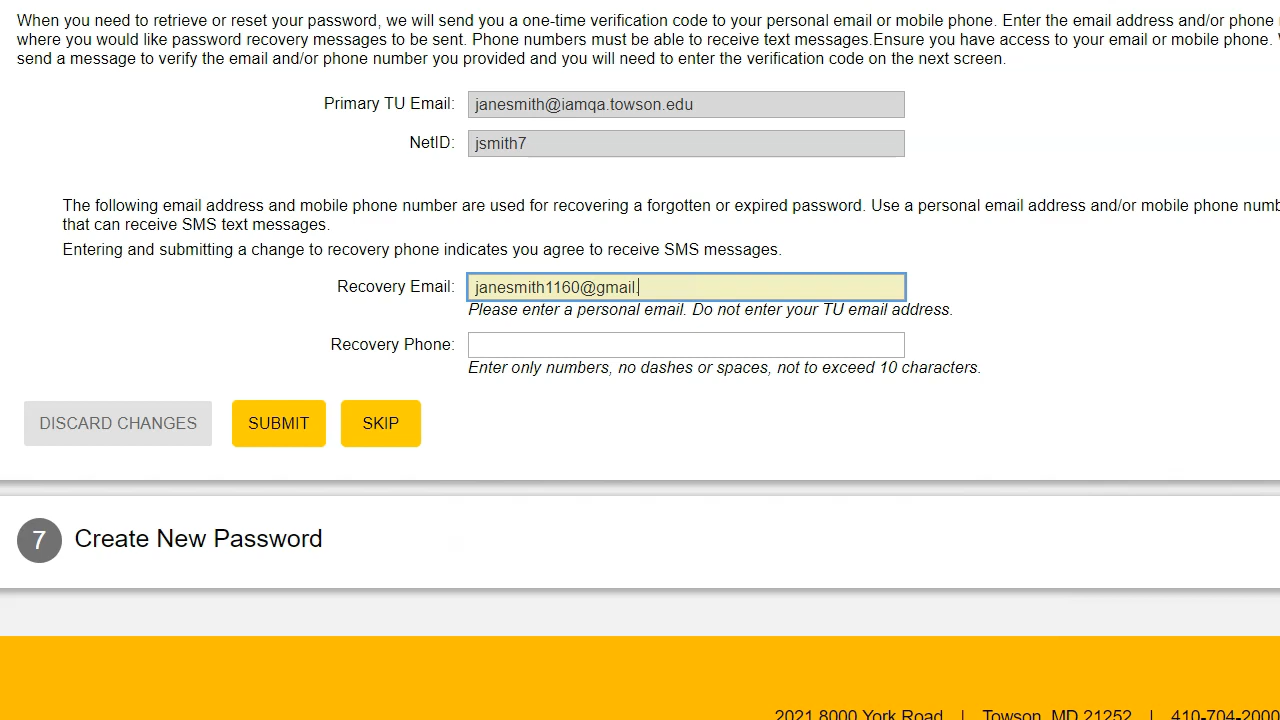 When you need to retrieve or reset your password, we will send you a one-time verification code to your personal email or mobile phone. Enter the email address and/or phone
where you would like password recovery messages to be sent. Phone numbers must be able to receive text messages.Ensure you have access to your email or mobile phone.
send a message to verify the email and/or phone number you provided and you will need to enter the verification code on the next screen.
Primary TU Email: janesmith@iamqa.towson.edu
NetID: jsmith7
The following email address and mobile phone number are used for recovering a forgotten or expired password. Use a personal email address and/or mobile phone numb
that can receive SMS text messages.
Entering and submitting a change to recovery phone indicates you agree to receive SMS messages.
Recovery Email: janesmith1160@gmail.
Please enter a personal email. Do not enter your TU email address.
Recovery Phone:
Enter only numbers, no dashes or spaces, not to exceed 10 characters.
DISCARD CHANGES SUBMIT SKIP
7 Create New Password
2021 8000 York Road | Towson, MD 21252 | 410-704-2000